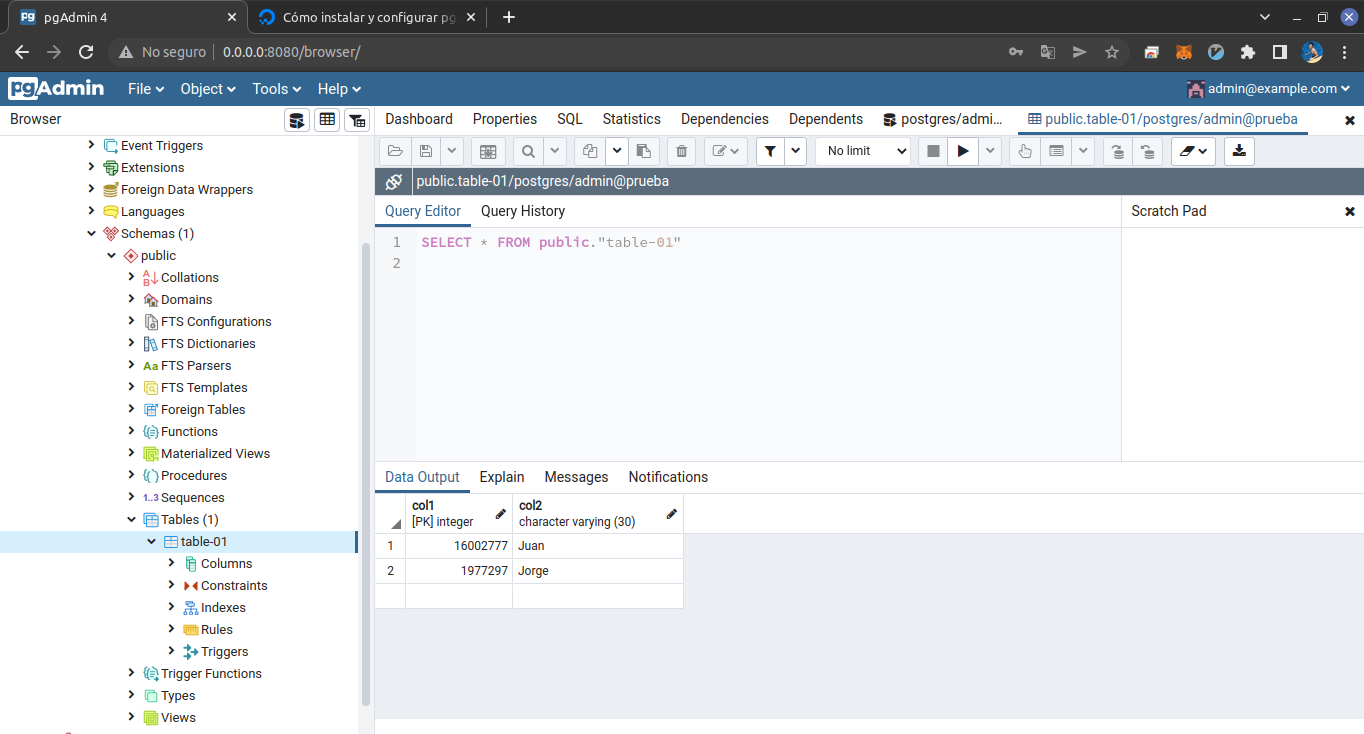 pgAdmin 4
Cómo instalar y configurar pg
No seguro
0.0.0.0:8080/browser/
pgAdmin
File
Object
Tools
Help
admin@example.com
Browser
Dashboard
Properties
SQL
Statistics
Dependencies
Dependents
postgres/admi...
public.table-01/postgres/admin@prueba
No limit
public.table-01/postgres/admin@prueba
Query Editor
Query History
Scratch Pad
1 SELECT * FROM public."table-01"
2
Event Triggers
Extensions
Foreign Data Wrappers
Languages
Schemas (1)
public
Collations
Domains
FTS Configurations
FTS Dictionaries
Aa FTS Parsers
FTS Templates
Foreign Tables
Functions
Materialized Views
Procedures
1..3 Sequences
Tables (1)
table-01
Columns
Constraints
Indexes
Rules
Triggers
Trigger Functions
Types
Views
Data Output
Explain
Messages
Notifications
col1
[PK] integer
col2
character varying (30)
1 16002777 Juan
2 1977297 Jorge